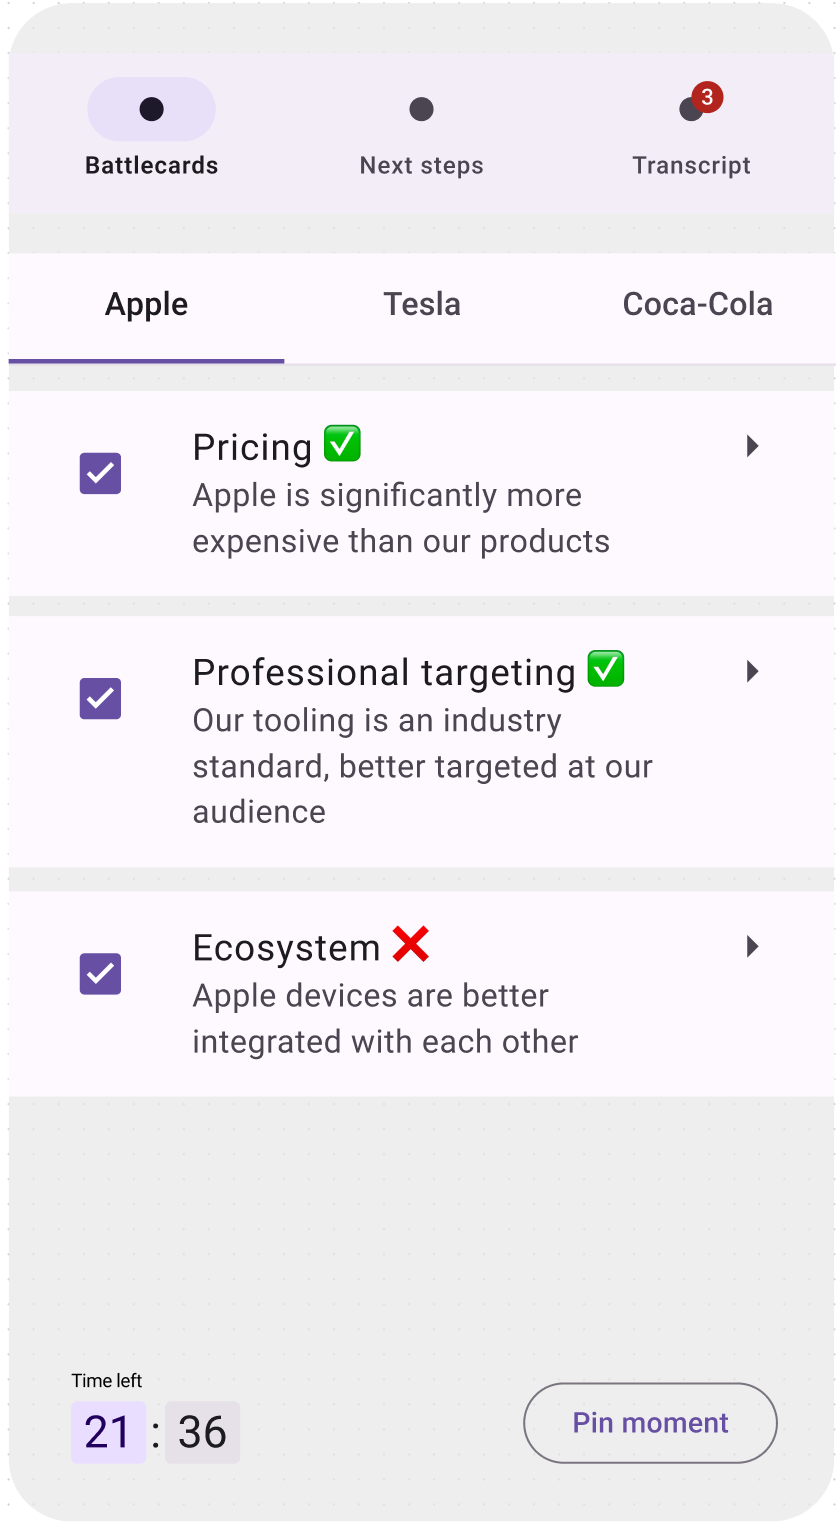 3
Battlecards
Next steps
Transcript
Apple
Tesla
Coca-Cola
Pricing ✅
Apple is significantly more
expensive than our products
Professional targeting ✅
Our tooling is an industry
standard, better targeted at our
audience
Ecosystem ❌
Apple devices are better
integrated with each other
Time left
21 : 36
Pin moment